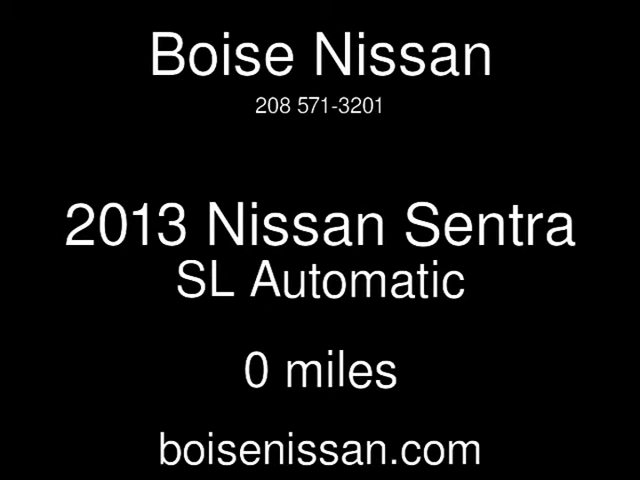 Boise Nissan
208 571-3201
2013 Nissan Sentra
SL Automatic
0 miles
boisenissan.com